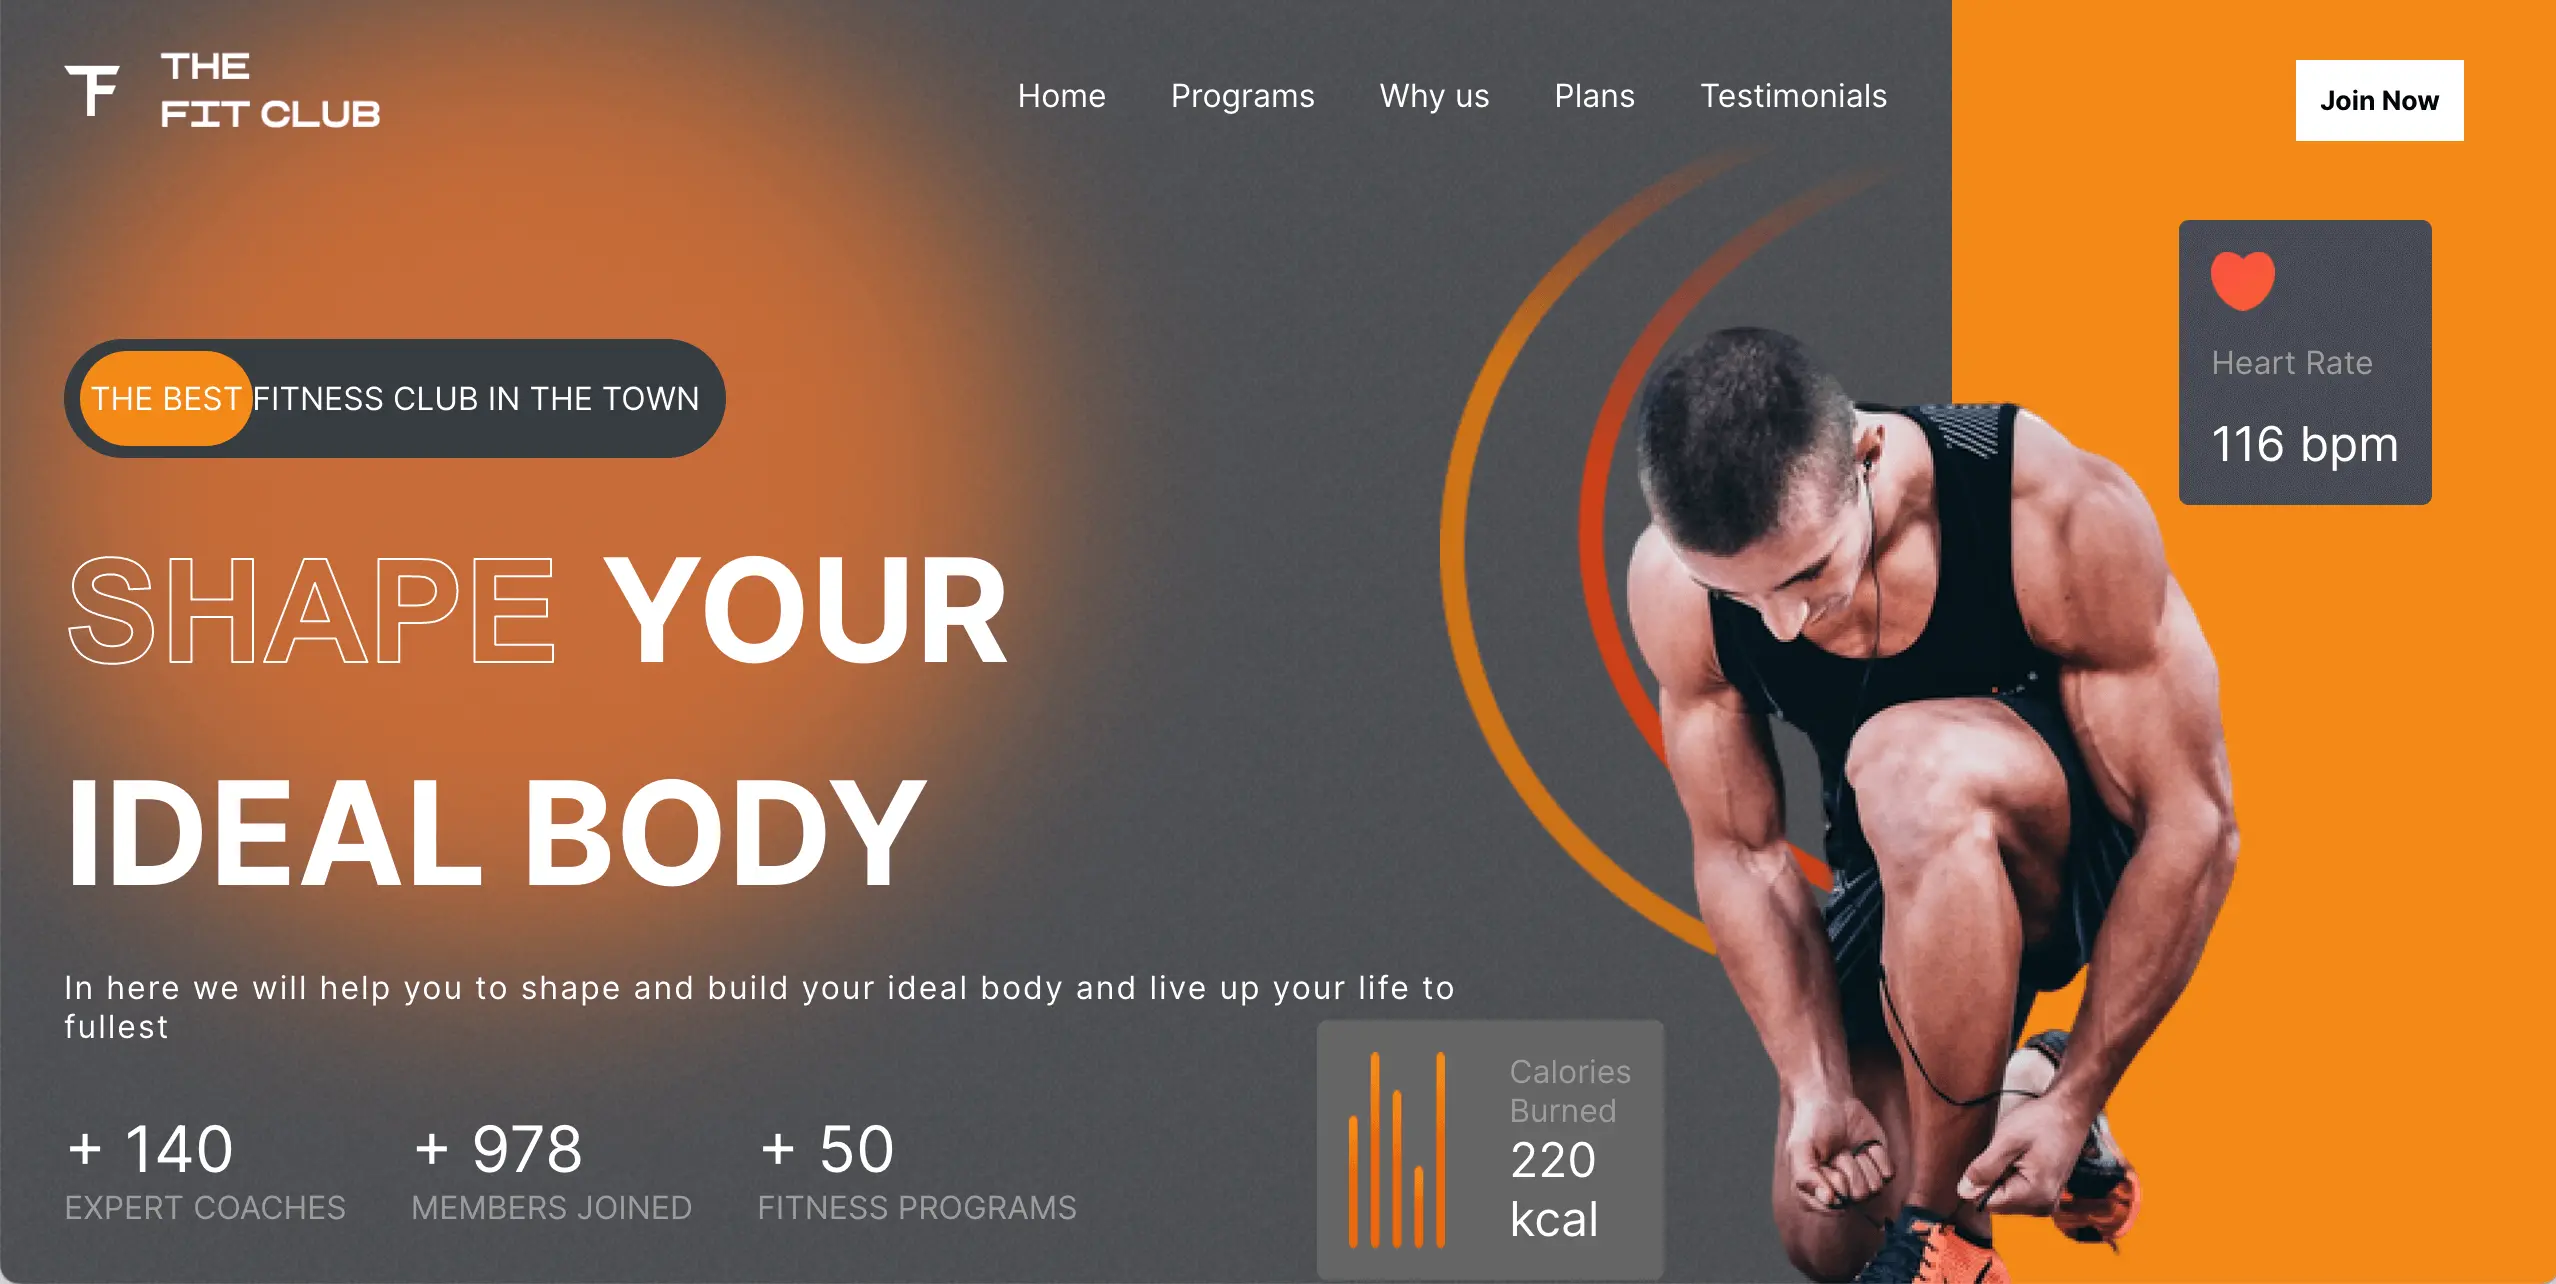 THE
FIT CLUB
Home
Programs
Why us
Plans
Testimonials
Join Now
Heart Rate
116 bpm
THE BEST FITNESS CLUB IN THE TOWN
SHAPE YOUR
IDEAL BODY
In here we will help you to shape and build your ideal body and live up your life to
fullest
+ 140
EXPERT COACHES
+ 978
MEMBERS JOINED
+ 50
FITNESS PROGRAMS
Calories
Burned
220
kcal